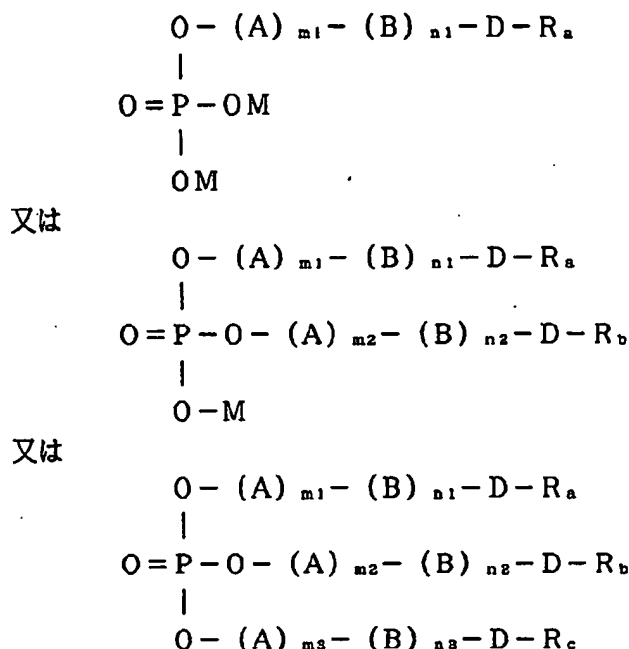 O－(A) m1－(B) n1－D－Ra
|
O=P－OM
|
OM
又は
O－(A) m1－(B) n1－D－Ra
|
O=P－O－(A) m2－(B) n2－D－Rb
|
O－M
又は
O－(A) m1－(B) n1－D－Ra
|
O=P－O－(A) m2－(B) n2－D－Rb
|
O－(A) m3－(B) n3－D－Rc